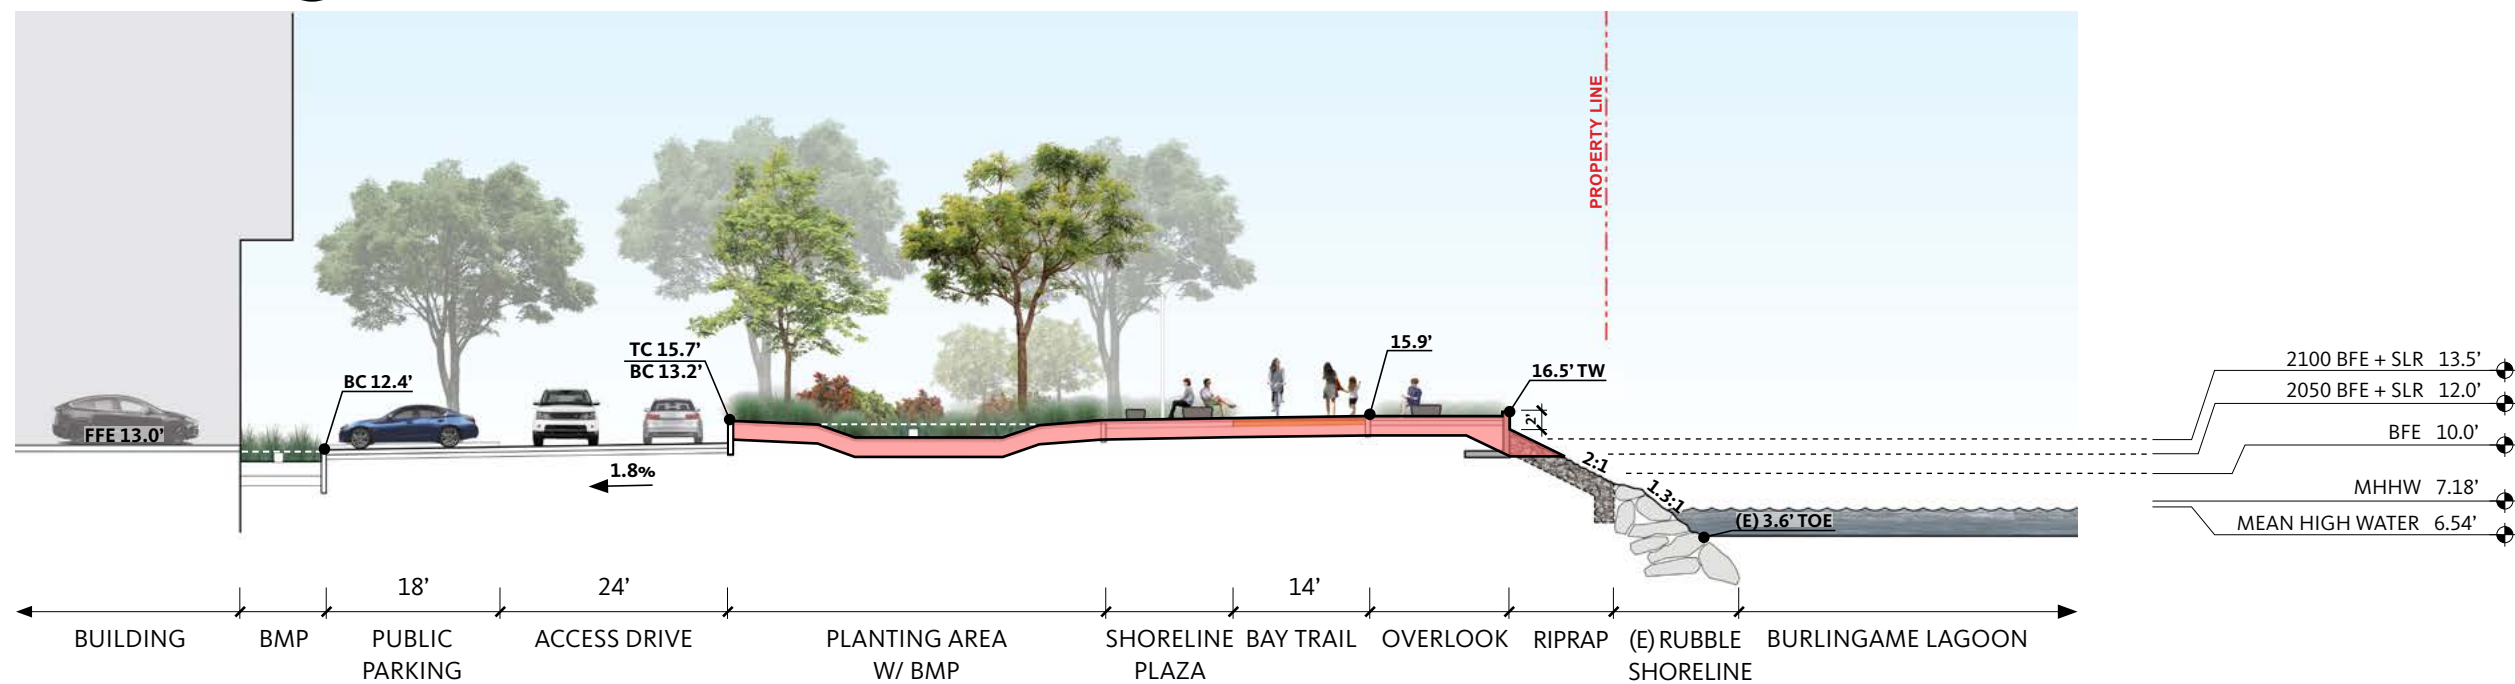 PROPERTY LINE
TC 15.7’
BC 13.2’
15.9’
BC 12.4’
16.5’ TW
2’
FFE 13.0’
1.8%
2:1
1.3:1
(E) 3.6’ TOE
2100 BFE + SLR 13.5’
2050 BFE + SLR 12.0’
BFE 10.0’
MHHW 7.18’
MEAN HIGH WATER 6.54’
18’
24’
14’
BUILDING
BMP
PUBLIC
PARKING
ACCESS DRIVE
PLANTING AREA
W/ BMP
SHORELINE
PLAZA
BAY TRAIL
OVERLOOK
RIPRAP
(E) RUBBLE
SHORELINE
BURLINGAME LAGOON